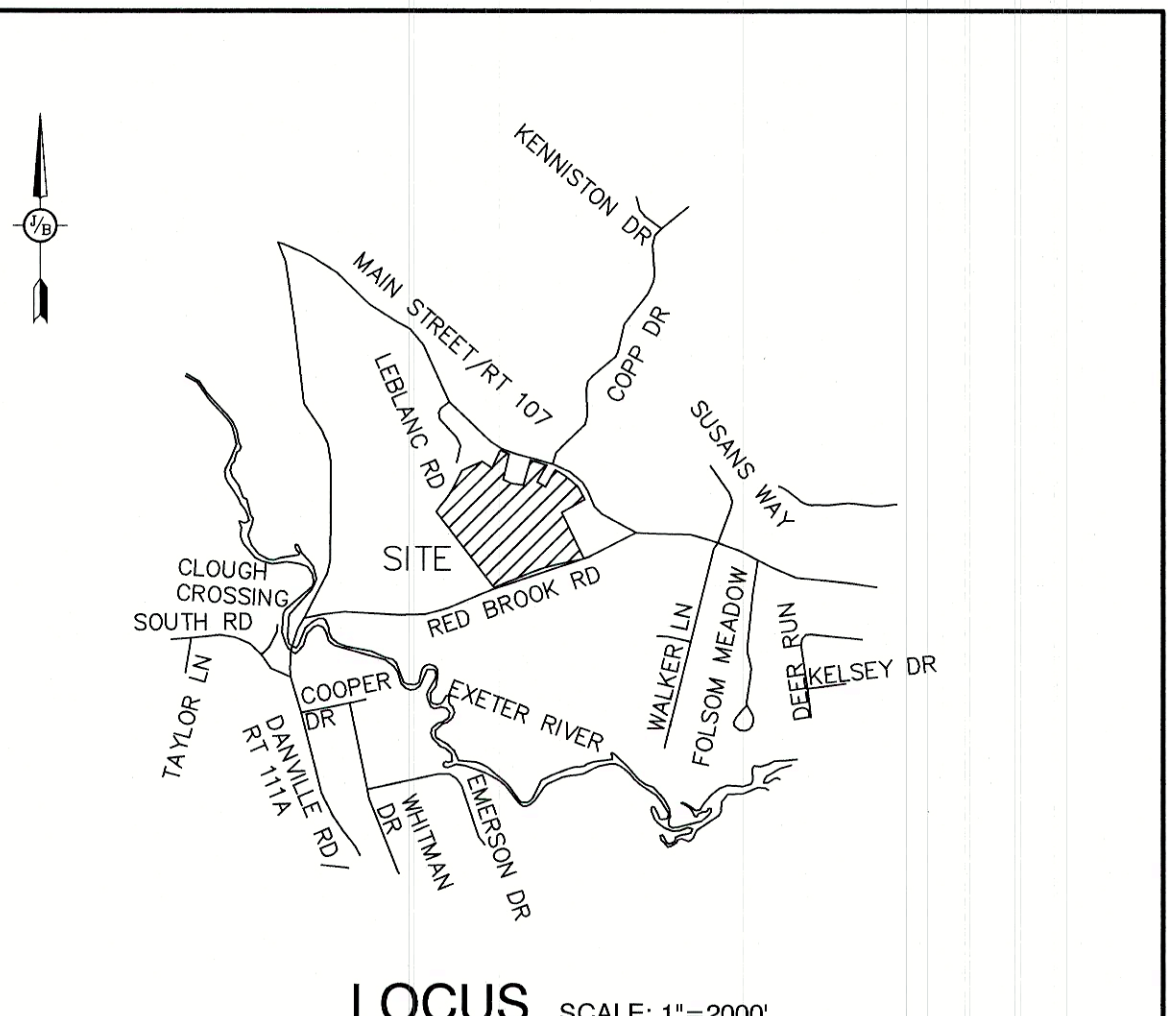 J/B
KENNISTON DR
MAIN STREET/RT 107
COPP DR
LEBLANC RD
SUSANS WAY
SITE
CLOUGH
CROSSING
SOUTH RD
RED BROOK RD
TAYLOR LN
COOPER
DR
EXETER RIVER
WALKER LN
FOLSOM MEADOW
DEER RUN
KELSEY DR
DANVILLE RD/
RT 111A
WHITMAN
DR
EMERSON DR
LOCUS SCALE: 1"=2000'